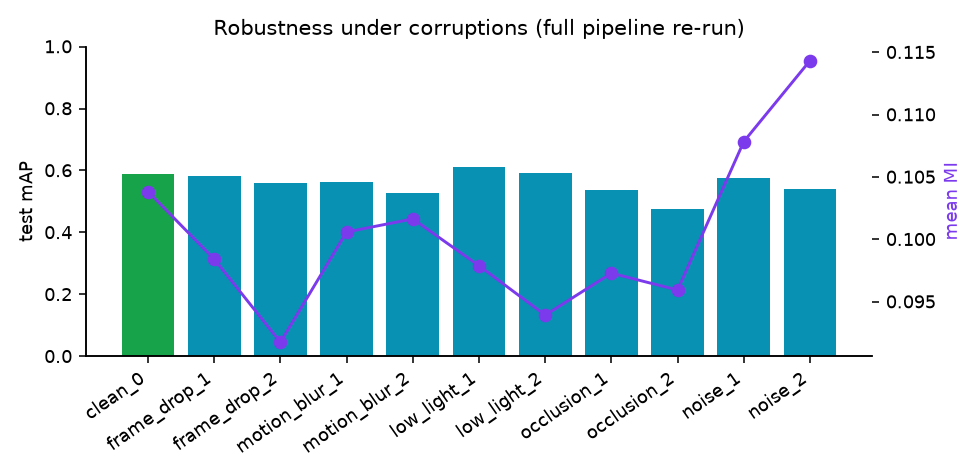 Robustness under corruptions (full pipeline re-run)
test mAP
1.0
0.8
0.6
0.4
0.2
0.0
0.115
0.110
0.105
0.100
0.095
mean MI
clean_0
frame_drop_1
frame_drop_2
motion_blur_1
motion_blur_2
low_light_1
low_light_2
occlusion_1
occlusion_2
noise_1
noise_2